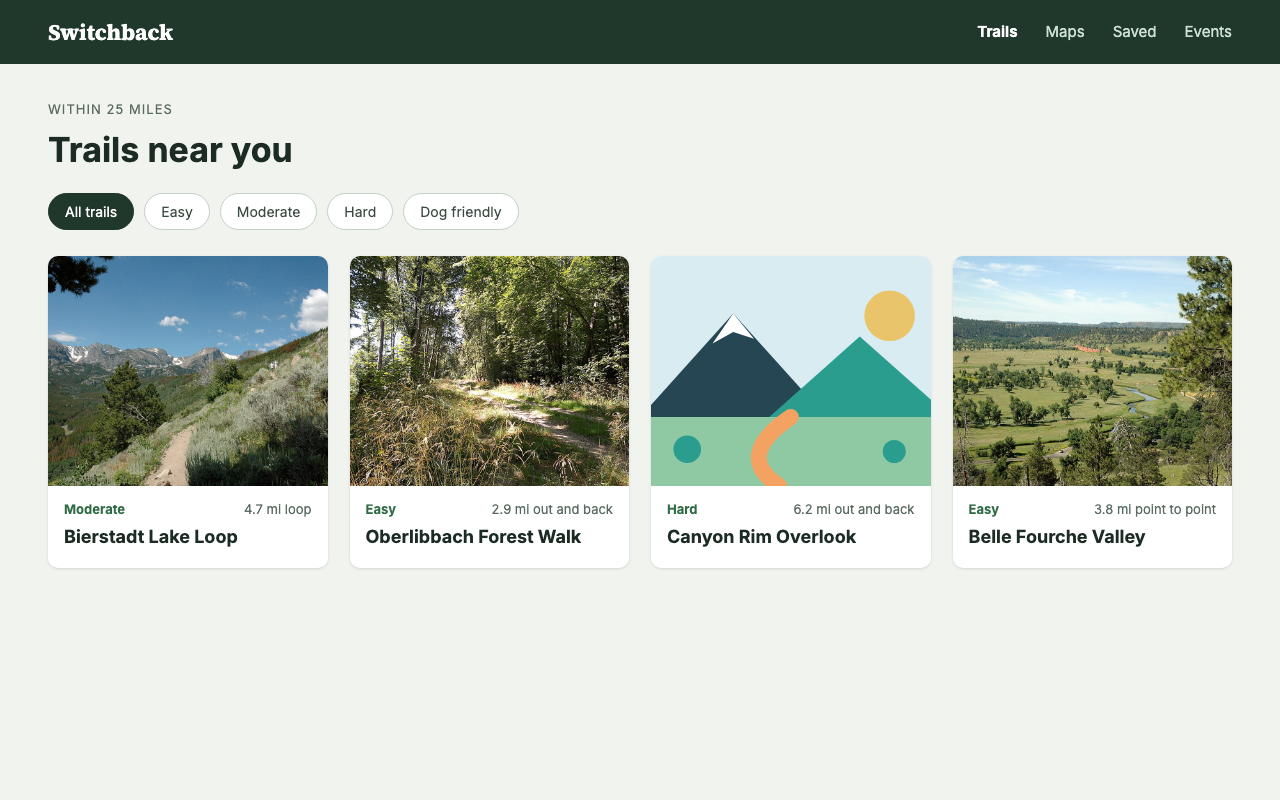 Switchback
Trails Maps Saved Events
WITHIN 25 MILES
Trails near you
All trails Easy Moderate Hard Dog friendly
Moderate 4.7 mi loop
Bierstadt Lake Loop
Easy 2.9 mi out and back
Oberlibbach Forest Walk
Hard 6.2 mi out and back
Canyon Rim Overlook
Easy 3.8 mi point to point
Belle Fourche Valley